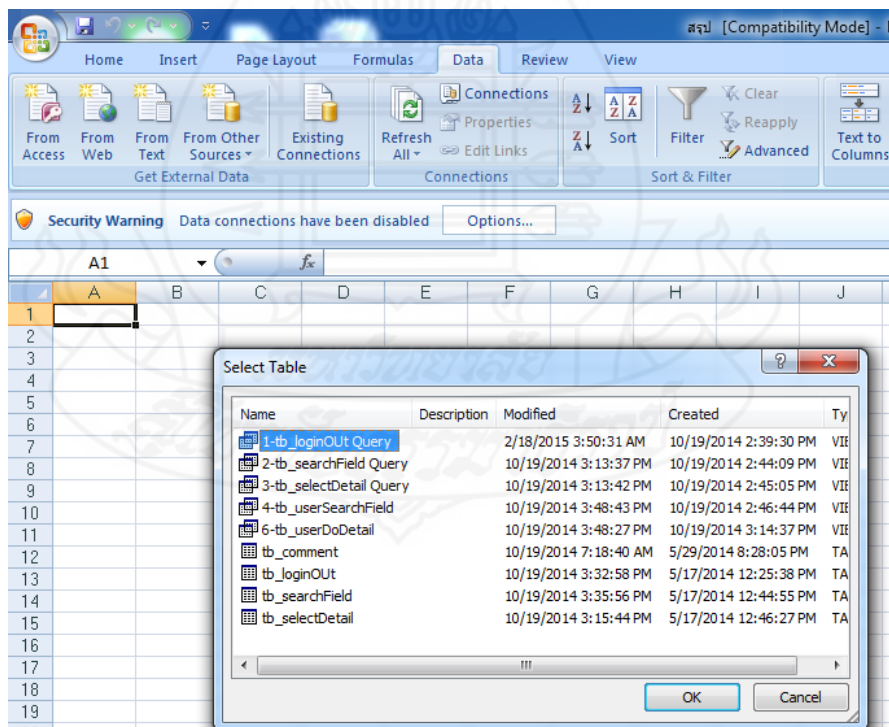 สรุป [Compatibility Mode] -
Home Insert Page Layout Formulas Data Review View
From Access
From Web
From Text
From Other Sources
Existing Connections
Get External Data
Refresh All
Connections
Properties
Edit Links
Connections
Sort
Filter
Clear
Reapply
Advanced
Sort & Filter
Text to Columns
Security Warning Data connections have been disabled Options...
A1 fx
A B C D E F G H I J
1
2
3
4
5
6
7
8
9
10
11
12
13
14
15
16
17
18
19
Select Table
Name Description Modified Created Ty
1-tb_loginOUt Query 2/18/2015 3:50:31 AM 10/19/2014 2:39:30 PM VIE
2-tb_searchField Query 10/19/2014 3:13:37 PM 10/19/2014 2:44:09 PM VIE
3-tb_selectDetail Query 10/19/2014 3:13:42 PM 10/19/2014 2:45:05 PM VIE
4-tb_userSearchField 10/19/2014 3:48:43 PM 10/19/2014 2:46:44 PM VIE
6-tb_userDoDetail 10/19/2014 3:48:27 PM 10/19/2014 3:14:37 PM VIE
tb_comment 10/19/2014 7:18:40 AM 5/29/2014 8:28:05 PM TA
tb_loginOUt 10/19/2014 3:32:58 PM 5/17/2014 12:25:38 PM TA
tb_searchField 10/19/2014 3:35:56 PM 5/17/2014 12:44:55 PM TA
tb_selectDetail 10/19/2014 3:15:44 PM 5/17/2014 12:46:27 PM TA
OK Cancel